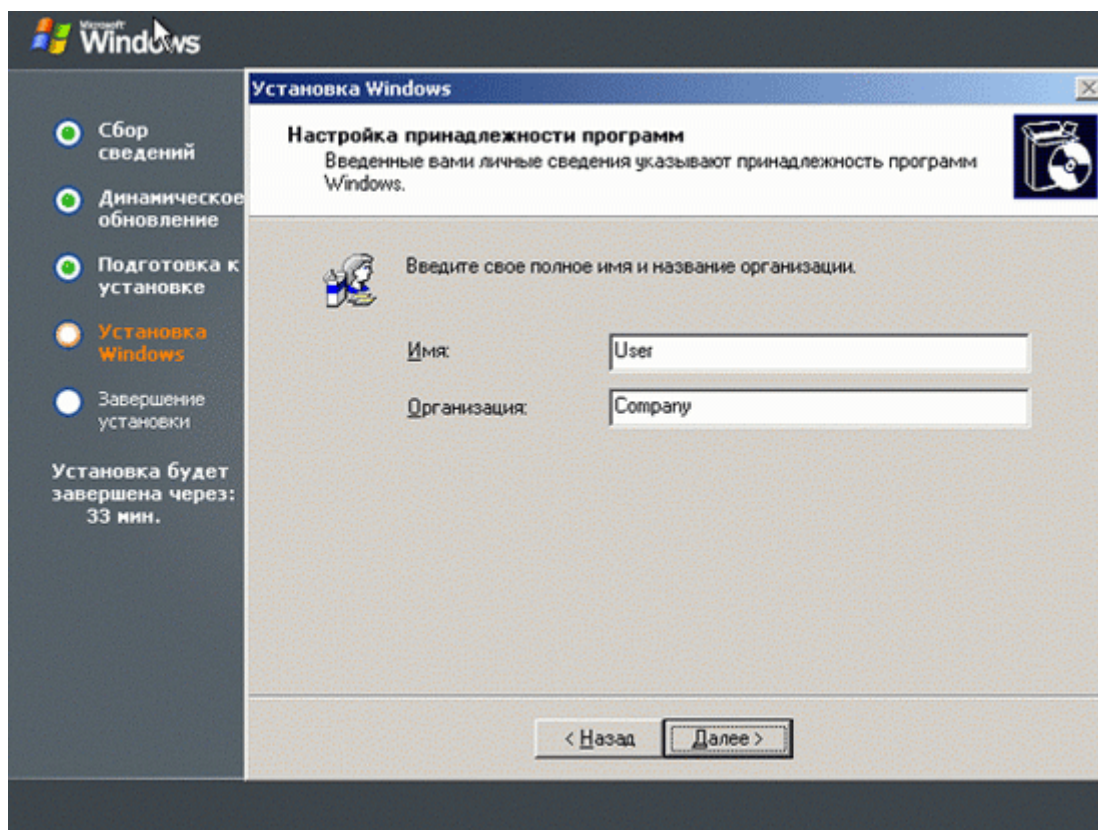 Microsoft
Windows
Установка Windows
Сбор
сведений
Динамическое
обновление
Подготовка к
установке
Установка
Windows
Завершение
установки
Установка будет
завершена через:
33 мин.
Настройка принадлежности программ
Введенные вами личные сведения указывают принадлежность программ
Windows.
Введите свое полное имя и название организации.
Имя: User
Организация: Company
< Назад Далее >